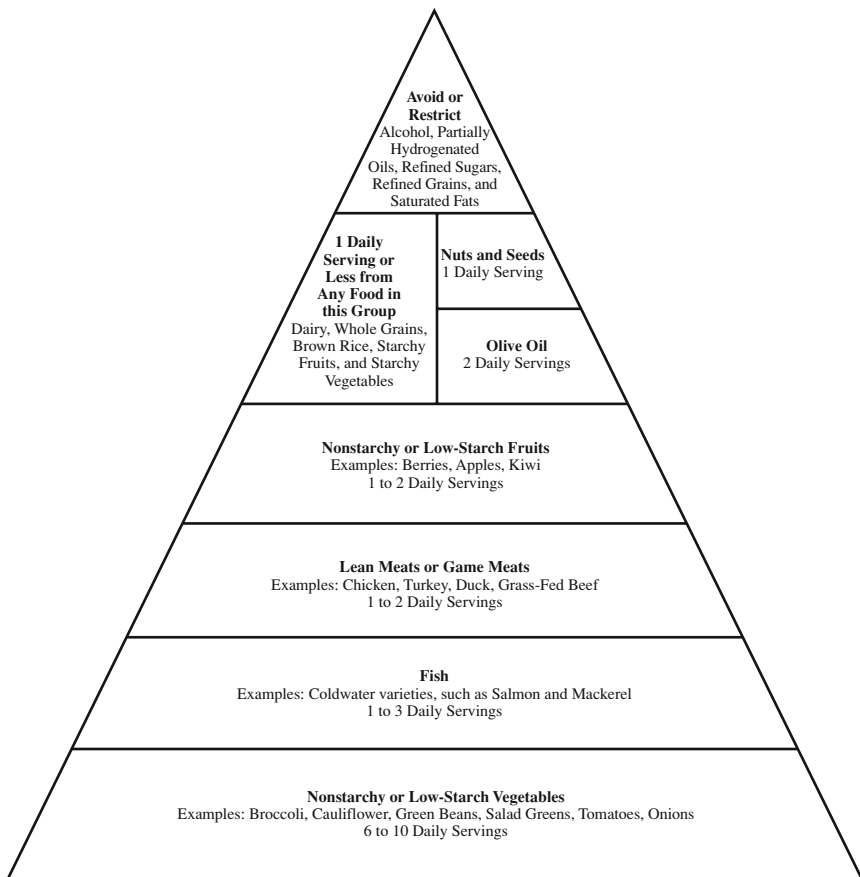 Avoid or
Restrict
Alcohol, Partially
Hydrogenated
Oils, Refined Sugars,
Refined Grains, and
Saturated Fats
1 Daily
Serving or
Less from
Any Food in
this Group
Dairy, Whole Grains,
Brown Rice, Starchy
Fruits, and Starchy
Vegetables
Nuts and Seeds
1 Daily Serving
Olive Oil
2 Daily Servings
Nonstarchy or Low-Starch Fruits
Examples: Berries, Apples, Kiwi
1 to 2 Daily Servings
Lean Meats or Game Meats
Examples: Chicken, Turkey, Duck, Grass-Fed Beef
1 to 2 Daily Servings
Fish
Examples: Coldwater varieties, such as Salmon and Mackerel
1 to 3 Daily Servings
Nonstarchy or Low-Starch Vegetables
Examples: Broccoli, Cauliflower, Green Beans, Salad Greens, Tomatoes, Onions
6 to 10 Daily Servings